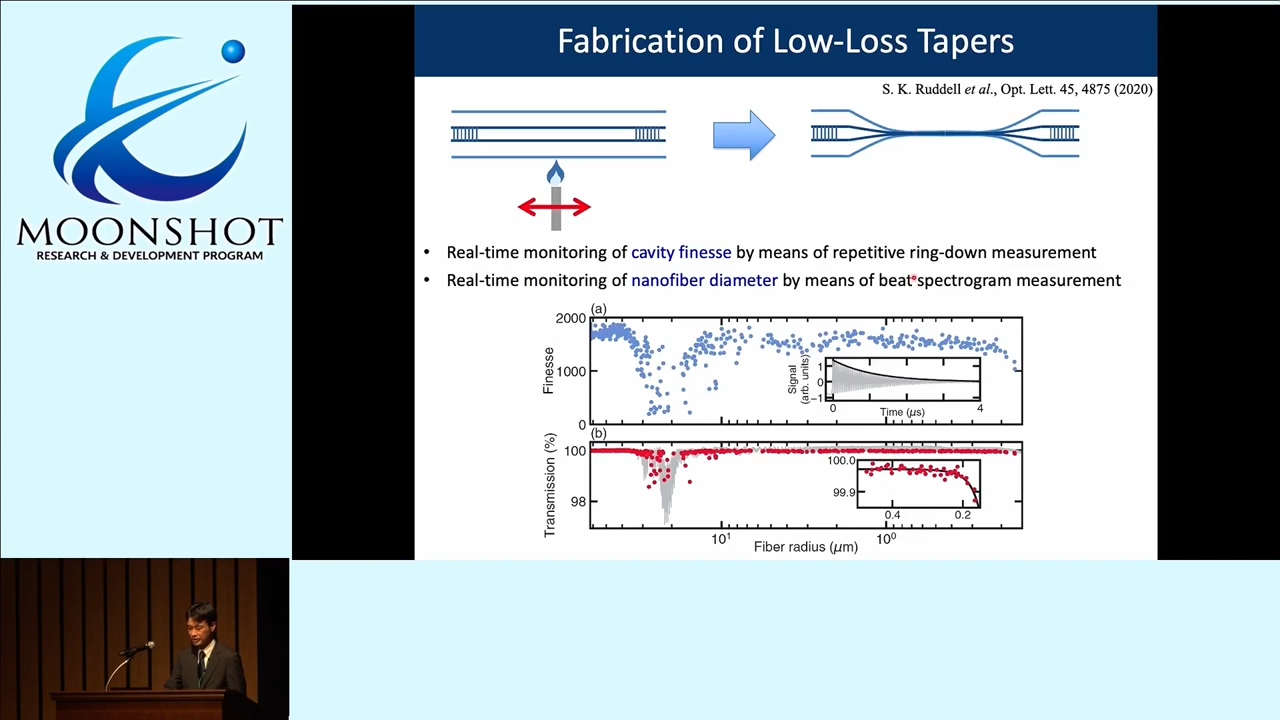 MOONSHOT
RESEARCH & DEVELOPMENT PROGRAM
Fabrication of Low-Loss Tapers
S. K. Ruddell et al., Opt. Lett. 45, 4875 (2020)
• Real-time monitoring of cavity finesse by means of repetitive ring-down measurement
• Real-time monitoring of nanofiber diameter by means of beat spectrogram measurement
(a)
2000
1000
0
Finesse
Signal
(arb. units)
1
0
−1
0
4
Time (μs)
(b)
100
98
Transmission (%)
100.0
99.9
0.4
0.2
10¹
10⁰
Fiber radius (μm)